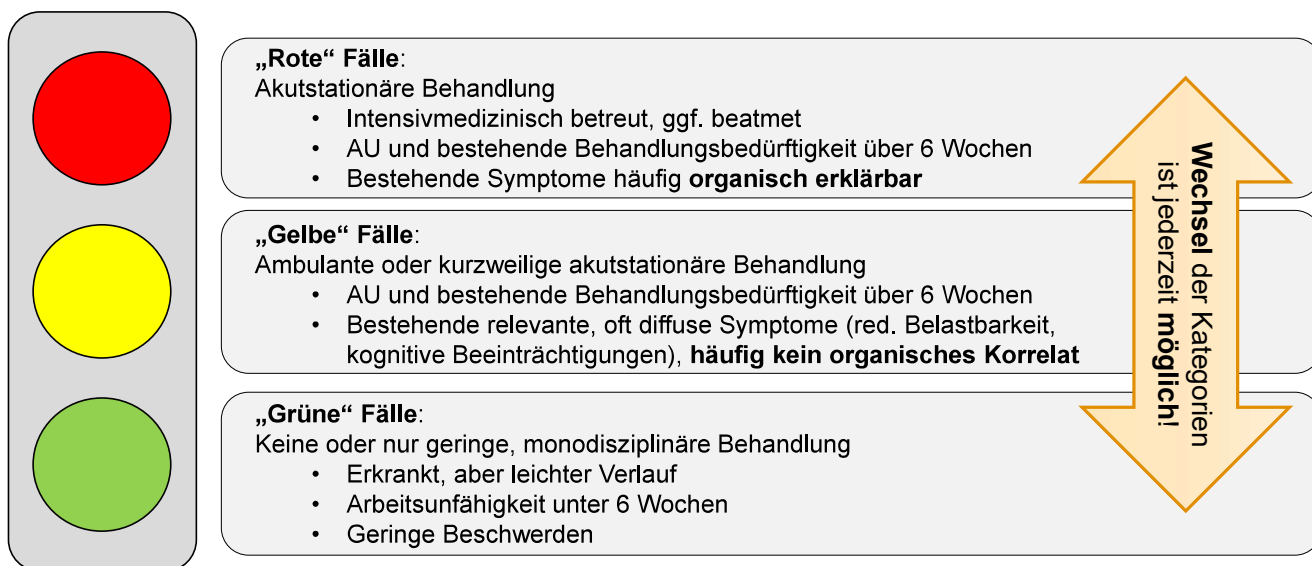 „Rote“ Fälle:
Akutstationäre Behandlung
• Intensivmedizinisch betreut, ggf. beatmet
• AU und bestehende Behandlungsbedürftigkeit über 6 Wochen
• Bestehende Symptome häufig organisch erklärbar
„Gelbe“ Fälle:
Ambulante oder kurzweilige akutstationäre Behandlung
• AU und bestehende Behandlungsbedürftigkeit über 6 Wochen
• Bestehende relevante, oft diffuse Symptome (red. Belastbarkeit,
kognitive Beeinträchtigungen), häufig kein organisches Korrelat
„Grüne“ Fälle:
Keine oder nur geringe, monodisziplinäre Behandlung
• Erkrankt, aber leichter Verlauf
• Arbeitsunfähigkeit unter 6 Wochen
• Geringe Beschwerden
Wechsel der Kategorien
ist jederzeit möglich!